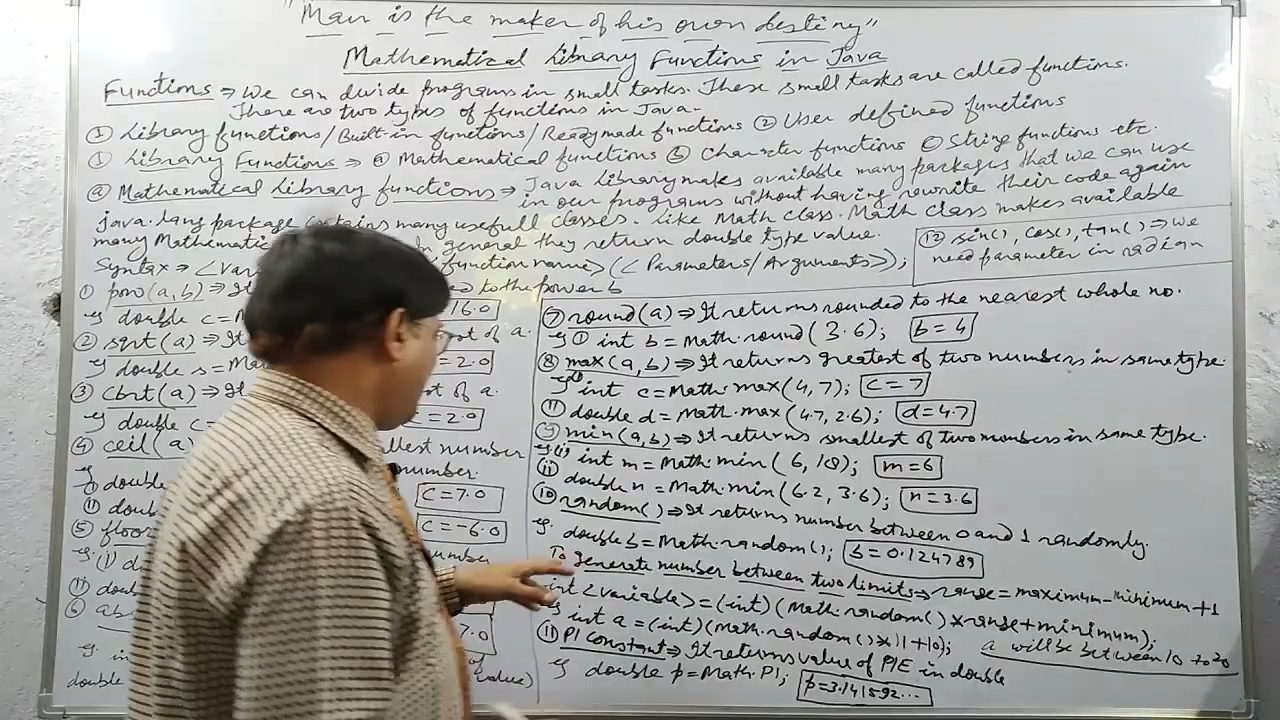 "Man is the maker of his own destiny"
Mathematical Library Functions in Java
Functions ⇒ We can divide programs in small tasks. These small tasks are called functions.
There are two types of functions in Java.
① Library functions/Built-in functions/Readymade functions ② User defined functions
① Library Functions ⇒ ⓐ Mathematical functions ⓑ Character functions ⓒ String functions etc.
ⓐ Mathematical Library functions ⇒ Java Library makes available many packages that we can use
in our programs without having rewrite their code again
java.lang package contains many usefull classes. Like Math class. Math class makes available
many Mathematic In general they return double type value.
Syntax ⇒ <Var function name>(<Parameters/Arguments>);
① pow(a,b) ⇒ It ed to the power b
eg double c=M 16.0
② sqrt(a) ⇒ It ot of a.
eg double s=Ma =2.0
③ cbrt(a) ⇒ It t of a.
eg double c= =2.0
④ ceil(a) allest number
number.
eg. ① double C=7.0
⑪ doub C=-6.0
⑤ floor umber
eg.(i) d
⑪ do 7.0
⑥ ab
eg. in of
double value)
⑫ sin(), cos(), tan() ⇒ We
need parameter in radian
⑦ round(a) ⇒ It returns rounded to the nearest whole no.
eg ① int b=Math.round(3.6); b=4
⑧ max(a,b) ⇒ It returns greatest of two numbers in same type.
eg(i) int c=Math.max(4,7); C=7
⑪ double d=Math.max(4.7, 2.6); d=4.7
⑨ min(a,b) ⇒ It returns smallest of two numbers in same type.
eg.(i) int m=Math.min(6,18); m=6
⑪ double n=Math.min(6.2, 3.6); n=3.6
⑩ random() ⇒ It returns number between 0 and 1 randomly.
eg. double b=Math.random(); b=0.124789
To generate number between two limits ⇒ range=maximum-minimum+1
int <variable>=(int)(Math.random()*range+minimum);
eg int a=(int)(Math.random()*11+10); a will be between 10 to 20
⑪ PI constant ⇒ It returns value of PIE in double
eg double p=Math.PI; p=3.141592...